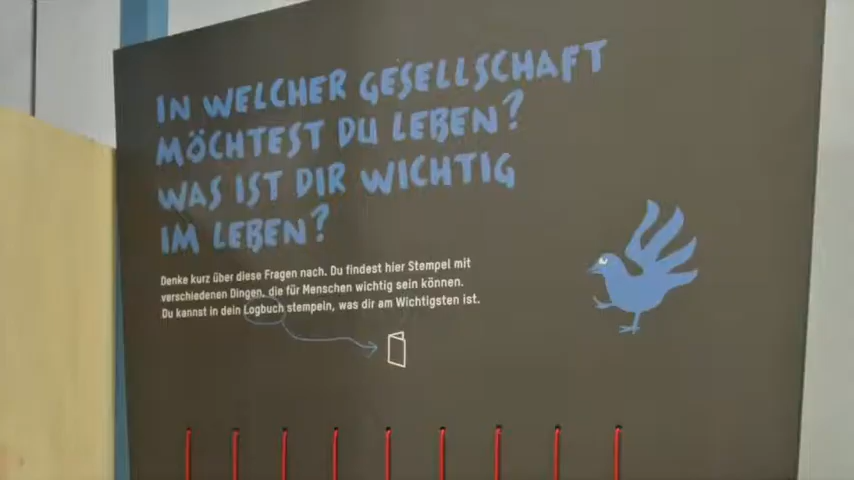 IN WELCHER GESELLSCHAFT
MÖCHTEST DU LEBEN?
WAS IST DIR WICHTIG
IM LEBEN?
Denke kurz über diese Fragen nach. Du findest hier Stempel mit
verschiedenen Dingen, die für Menschen wichtig sein können.
Du kannst in dein Logbuch stempeln, was dir am Wichtigsten ist.